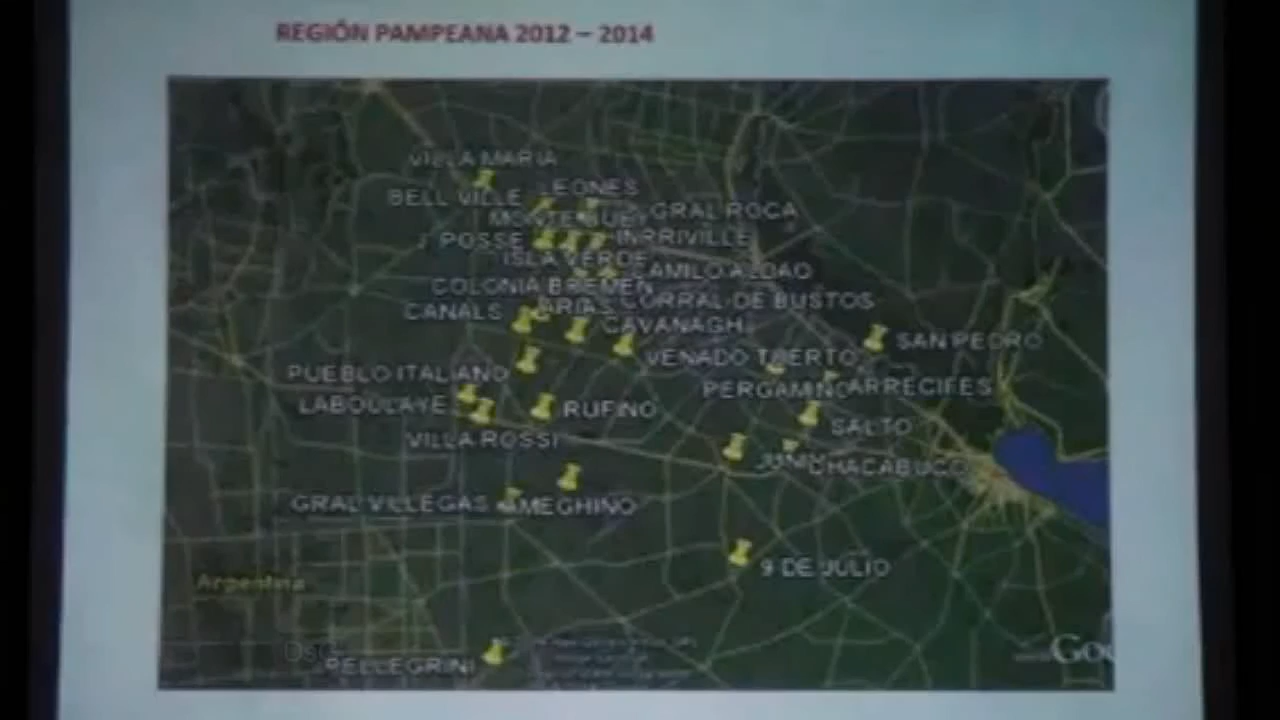 REGIÓN PAMPEANA 2012 – 2014
VILLA MARIA
LEONES
BELL VILLE
GRAL ROCA
J POSSE
INRRIVILLE
ISLA VERDE
CAMILO ALDAO
COLONIA BREMEN
ARIAS
CORRAL DE BUSTOS
CANALS
CAVANAGH
SAN PEDRO
VENADO TUERTO
PUEBLO ITALIANO
PERGAMINO
ARRECIFES
LABOULAYE
RUFINO
SALTO
VILLA ROSSI
JUNIN
CHACABUCO
GRAL VILLEGAS
AMEGHINO
9 DE JULIO
Argentina
PELLEGRINI
Goo